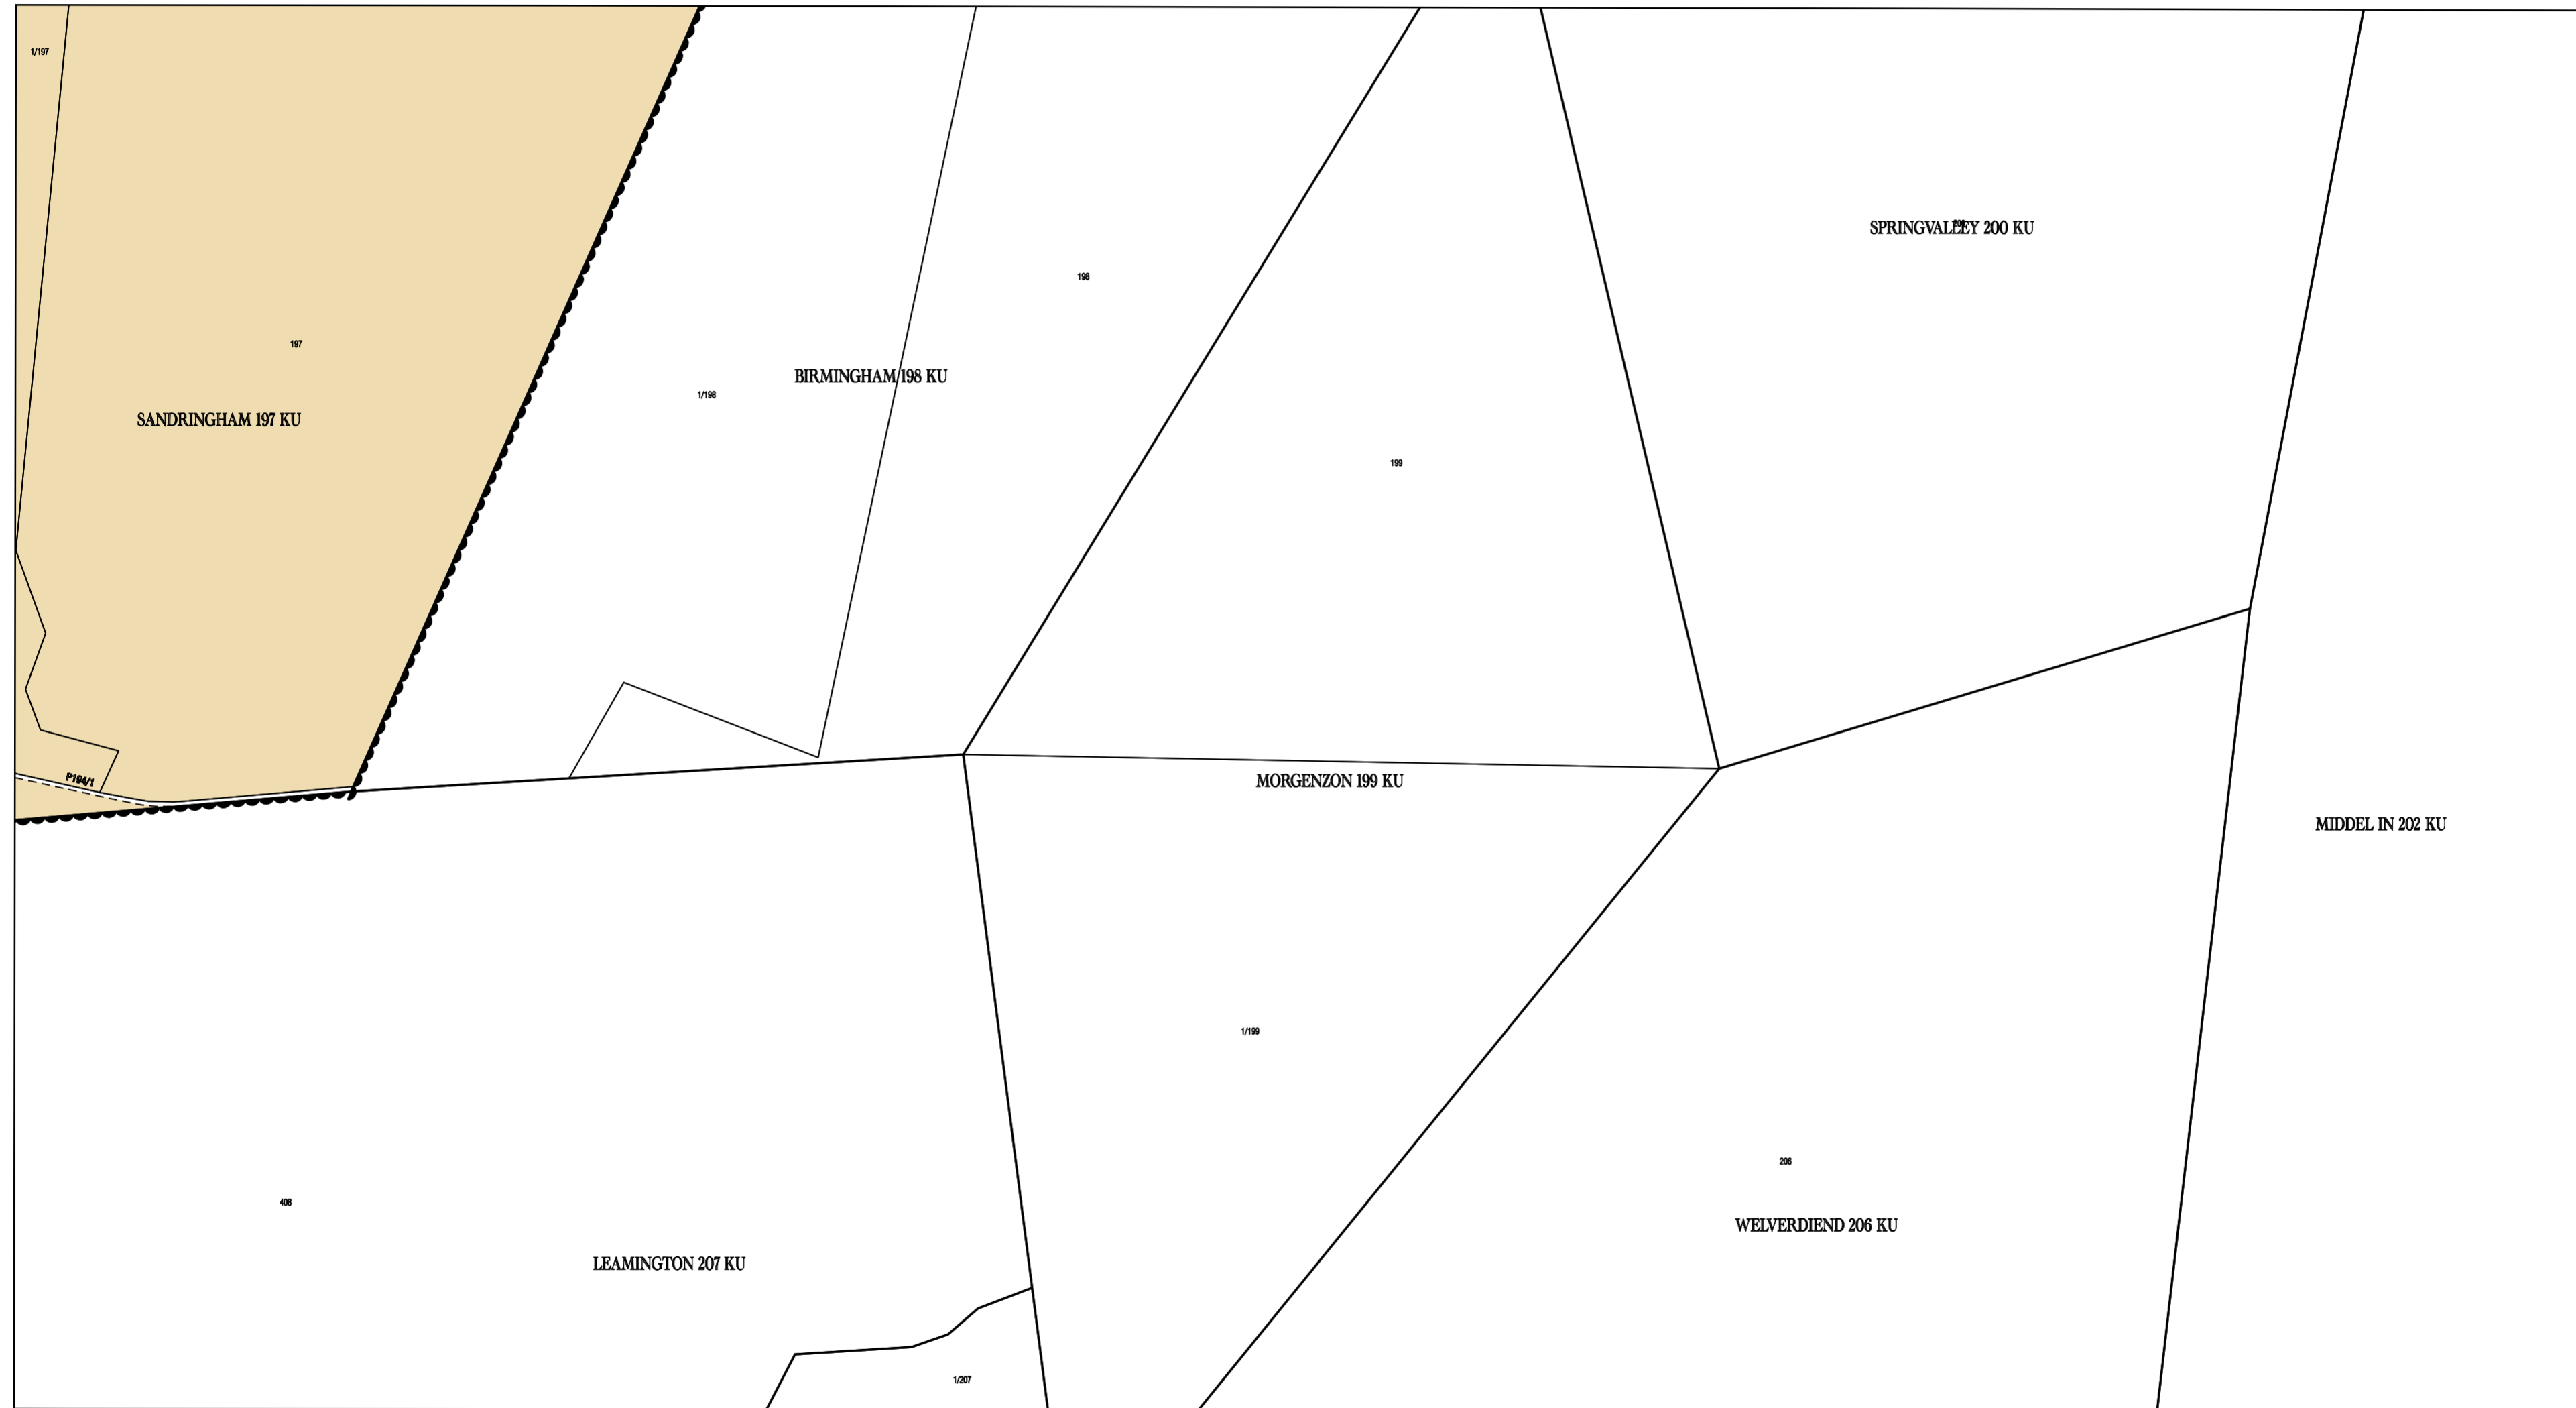 1/197
SPRINGVALLEY 200 KU
198
197
BIRMINGHAM 198 KU
1/198
SANDRINGHAM 197 KU
199
P194/1
MORGENZON 199 KU
MIDDEL IN 202 KU
1/199
206
408
WELVERDIEND 206 KU
LEAMINGTON 207 KU
1/207